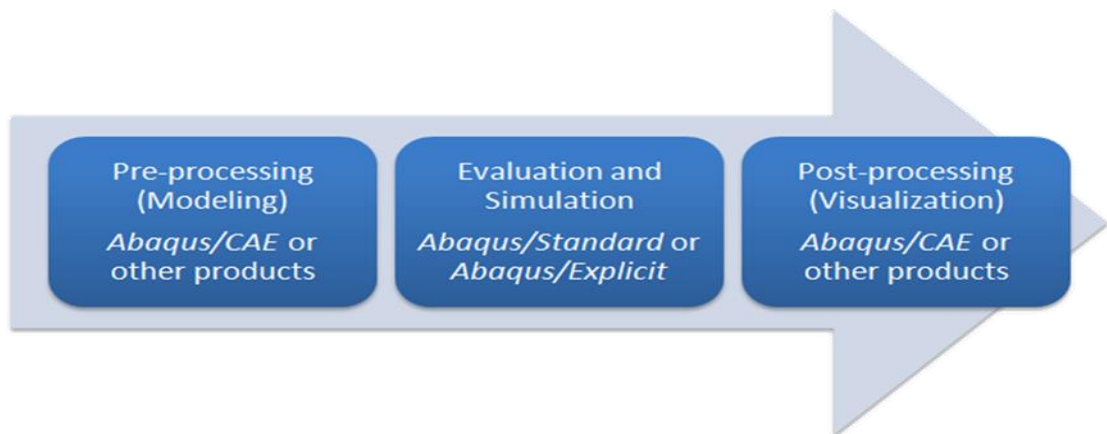 Pre-processing
(Modeling)
Abaqus/CAE or
other products
Evaluation and
Simulation
Abaqus/Standard or
Abaqus/Explicit
Post-processing
(Visualization)
Abaqus/CAE or
other products